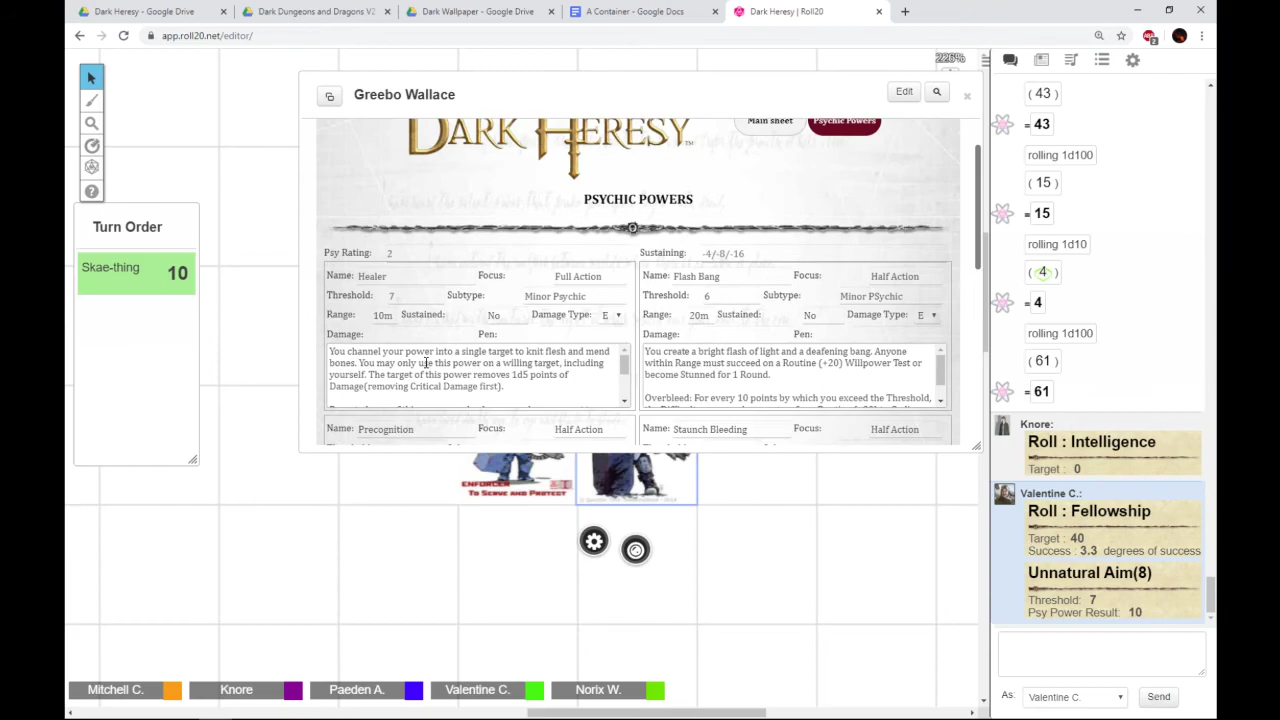 Dark Heresy - Google Drive
Dark Dungeons and Dragons V2
Dark Wallpaper - Google Drive
A Container - Google Docs
Dark Heresy | Roll20
app.roll20.net/editor/
2
226%
Greebo Wallace
Edit
DARK HERESY™
Main sheet
Psychic Powers
PSYCHIC POWERS
Psy Rating: 2
Sustaining: -4/-8/-16
Name: Healer Focus: Full Action
Threshold: 7 Subtype: Minor Psychic
Range: 10m Sustained: No Damage Type: E
Damage: Pen:
You channel your power into a single target to knit flesh and mend
bones. You may only use this power on a willing target, including
yourself. The target of this power removes 1d5 points of
Damage(removing Critical Damage first).
Name: Flash Bang Focus: Half Action
Threshold: 6 Subtype: Minor PSychic
Range: 20m Sustained: No Damage Type: E
Damage: Pen:
You create a bright flash of light and a deafening bang. Anyone
within Range must succeed on a Routine (+20) Willpower Test or
become Stunned for 1 Round.
Overbleed: For every 10 points by which you exceed the Threshold,
Name: Precognition Focus: Half Action
Name: Staunch Bleeding Focus: Half Action
Turn Order
Skae-thing 10
ENFORCER
TO SERVE AND PROTECT
( 43 )
= 43
rolling 1d100
( 15 )
= 15
rolling 1d10
( 4 )
= 4
rolling 1d100
( 61 )
= 61
Knore:
Roll : Intelligence
Target : 0
Valentine C.:
Roll : Fellowship
Target : 40
Success : 3.3 degrees of success
Unnatural Aim(8)
Threshold: 7
Psy Power Result: 10
As: Valentine C.
Send
Mitchell C.
Knore
Paeden A.
Valentine C.
Norix W.